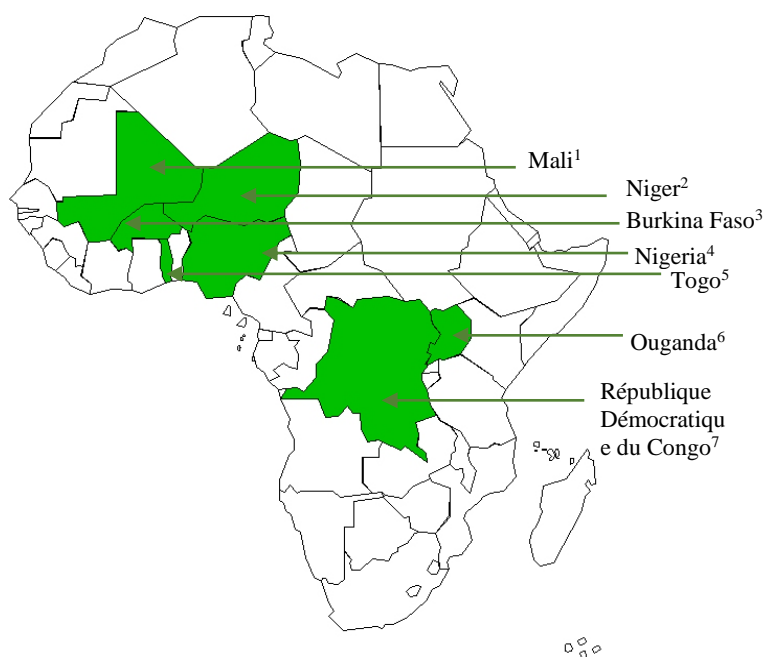 Mali¹
Niger²
Burkina Faso³
Nigeria⁴
Togo⁵
Ouganda⁶
République
Démocratiqu
e du Congo⁷